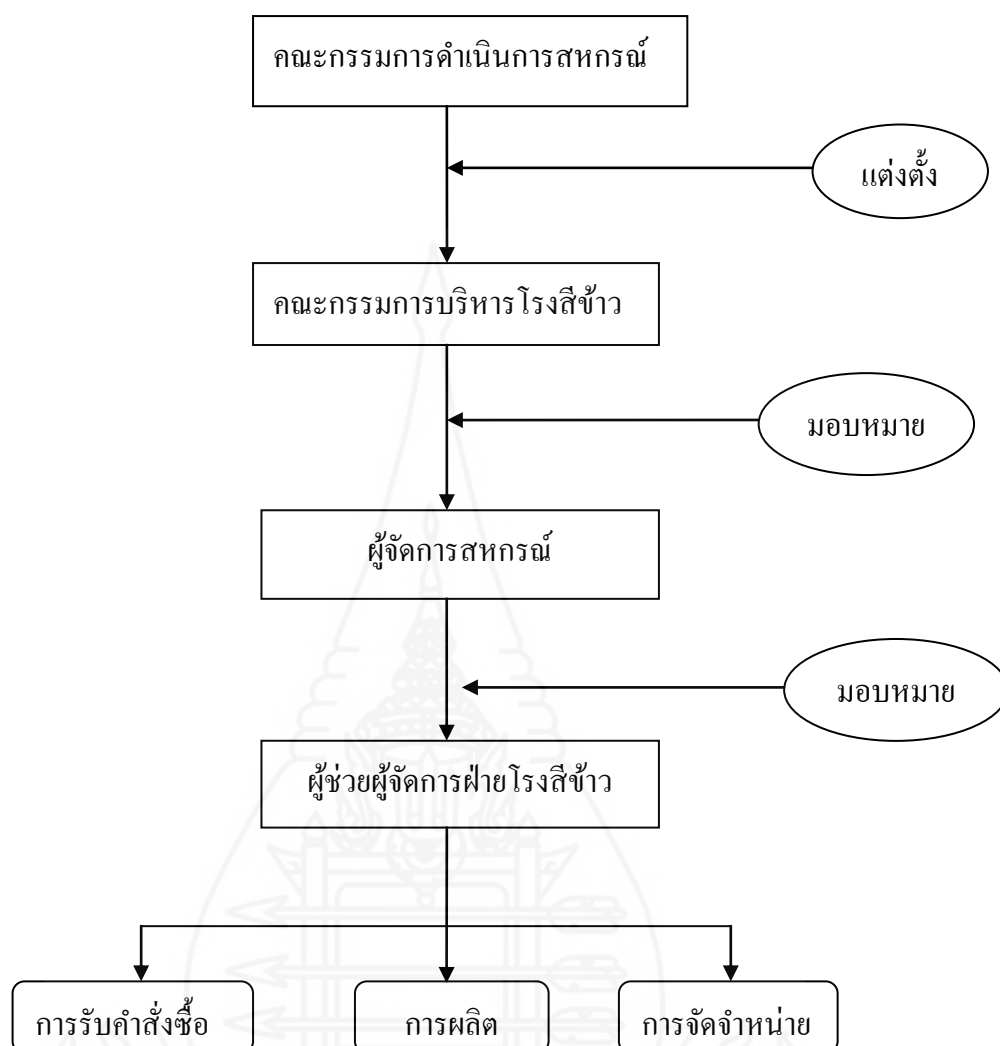 คณะกรรมการดำเนินการสหกรณ์
แต่งตั้ง
คณะกรรมการบริหารโรงสีข้าว
มอบหมาย
ผู้จัดการสหกรณ์
มอบหมาย
ผู้ช่วยผู้จัดการฝ่ายโรงสีข้าว
การรับคำสั่งซื้อ
การผลิต
การจัดจำหน่าย